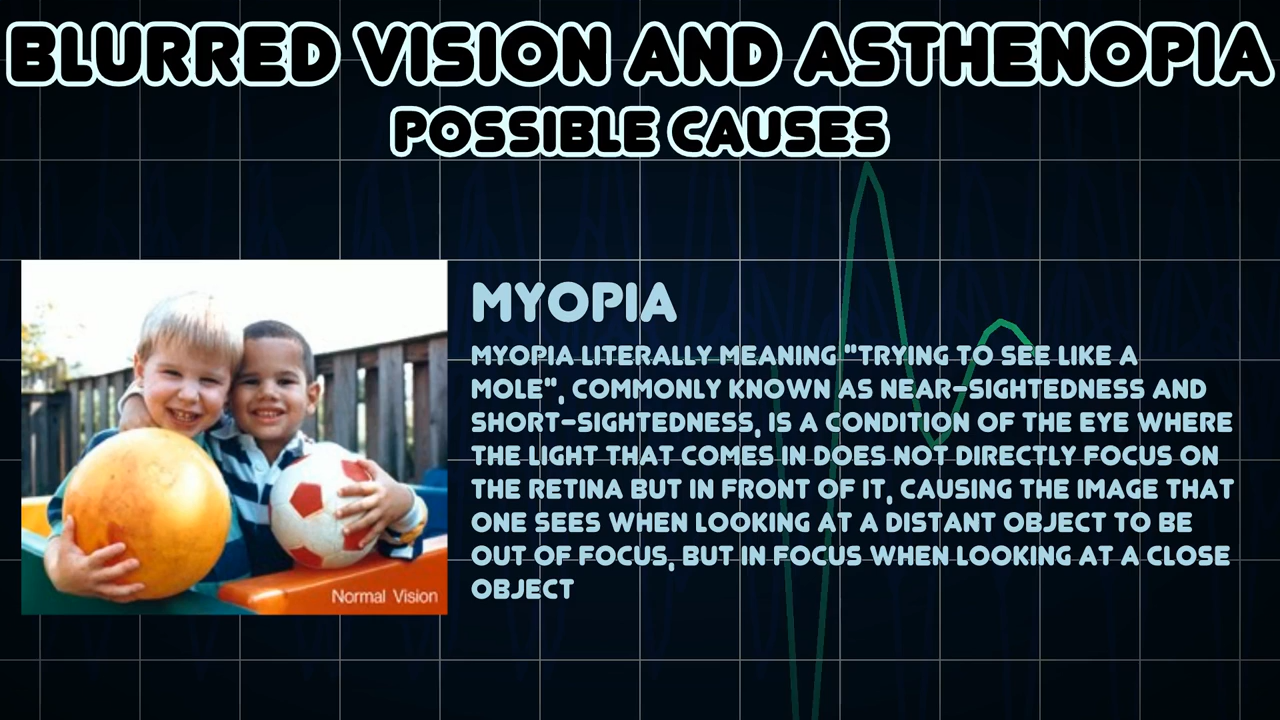 BLURRED VISION AND ASTHENOPIA
POSSIBLE CAUSES
MYOPIA
MYOPIA LITERALLY MEANING "TRYING TO SEE LIKE A
MOLE", COMMONLY KNOWN AS NEAR-SIGHTEDNESS AND
SHORT-SIGHTEDNESS, IS A CONDITION OF THE EYE WHERE
THE LIGHT THAT COMES IN DOES NOT DIRECTLY FOCUS ON
THE RETINA BUT IN FRONT OF IT, CAUSING THE IMAGE THAT
ONE SEES WHEN LOOKING AT A DISTANT OBJECT TO BE
OUT OF FOCUS, BUT IN FOCUS WHEN LOOKING AT A CLOSE
OBJECT
Normal Vision